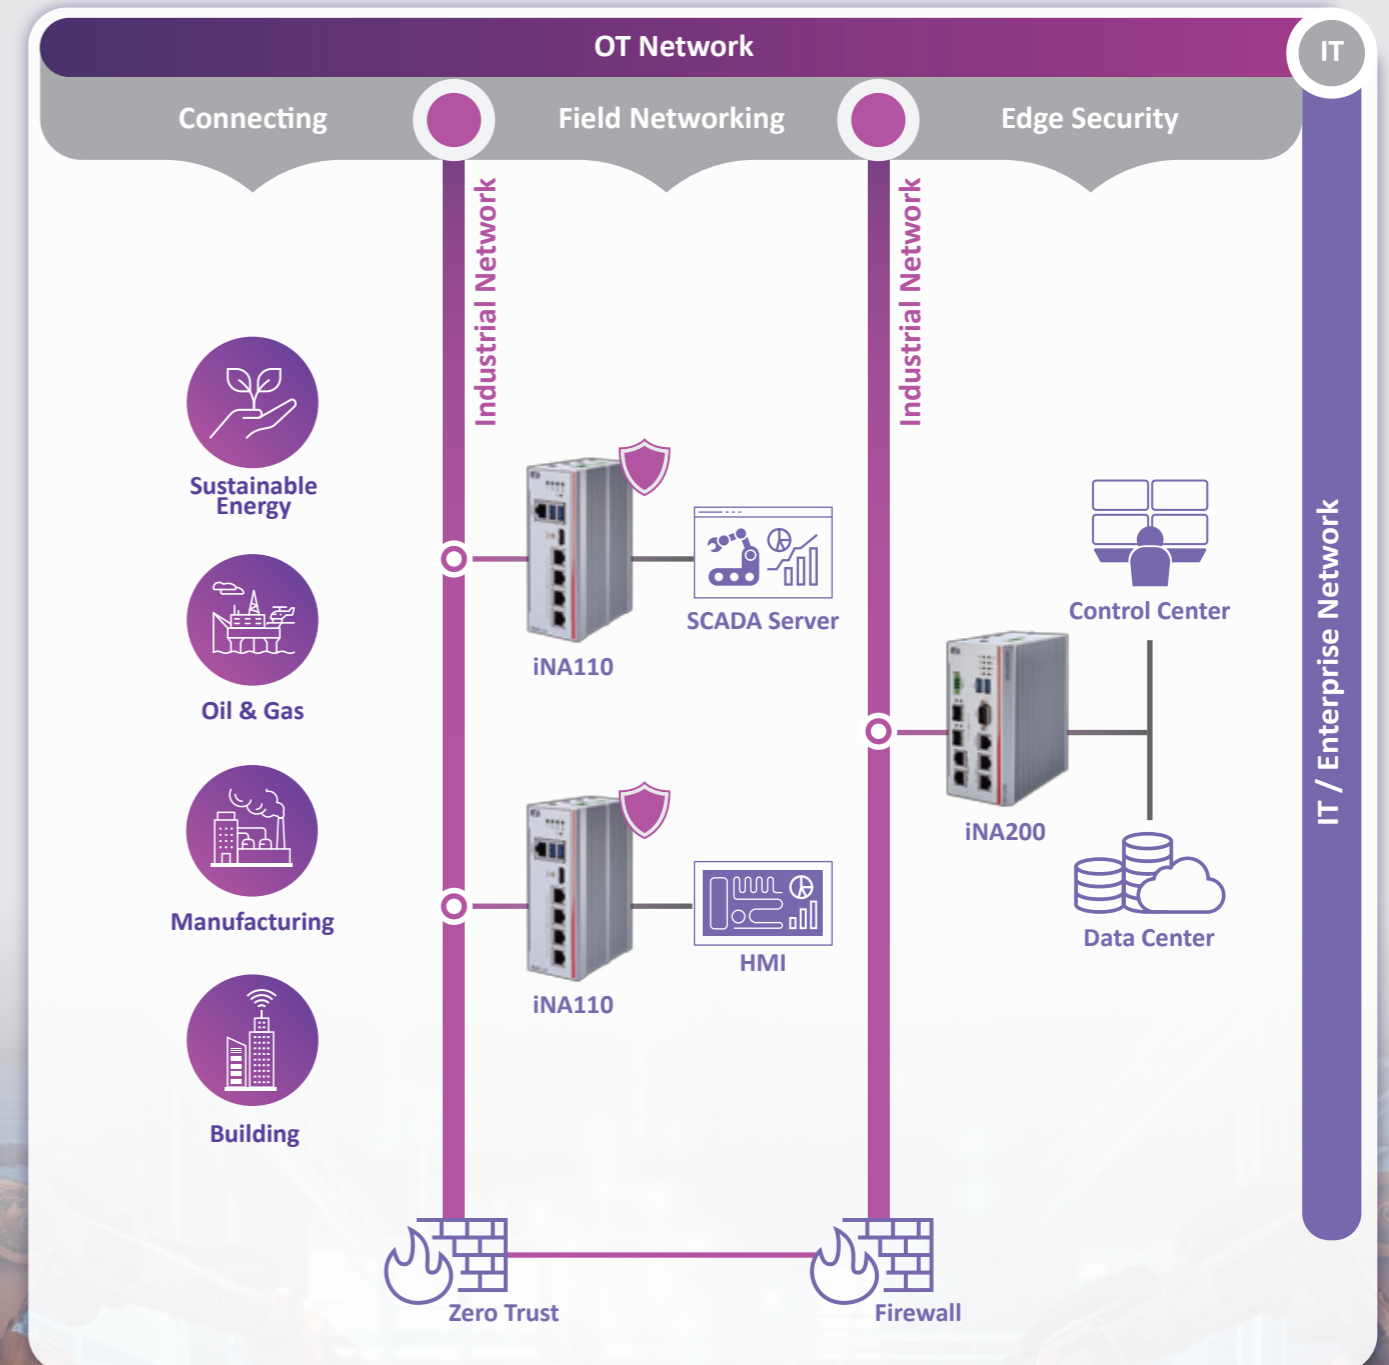 OT Network
IT
Connecting
Field Networking
Edge Security
Industrial Network
Industrial Network
IT / Enterprise Network
Sustainable
Energy
Oil & Gas
Manufacturing
Building
iNA110
SCADA Server
iNA110
HMI
Control Center
iNA200
Data Center
Zero Trust
Firewall